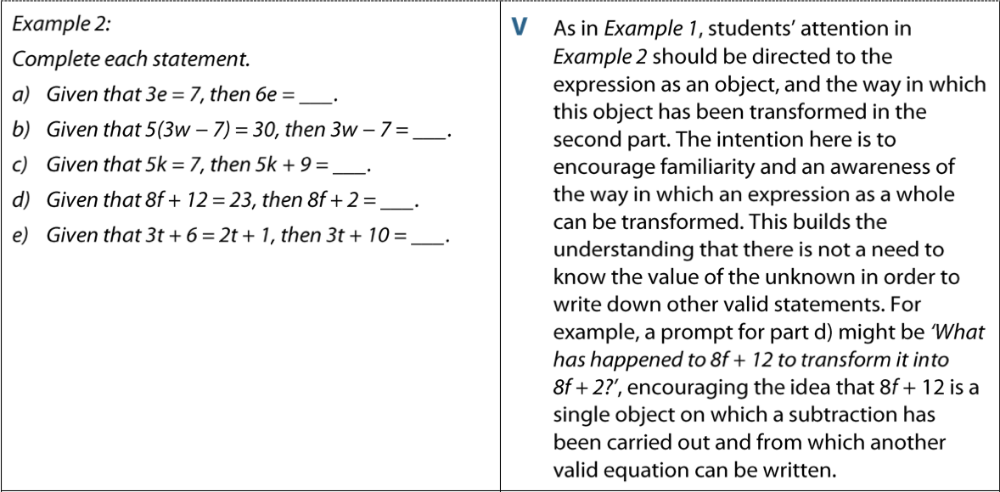 Example 2:
Complete each statement.
a) Given that 3e = 7, then 6e = ___.
b) Given that 5(3w – 7) = 30, then 3w – 7 = ___.
c) Given that 5k = 7, then 5k + 9 = ___.
d) Given that 8f + 12 = 23, then 8f + 2 = ___.
e) Given that 3t + 6 = 2t + 1, then 3t + 10 = ___.
V As in Example 1, students’ attention in
Example 2 should be directed to the
expression as an object, and the way in which
this object has been transformed in the
second part. The intention here is to
encourage familiarity and an awareness of
the way in which an expression as a whole
can be transformed. This builds the
understanding that there is not a need to
know the value of the unknown in order to
write down other valid statements. For
example, a prompt for part d) might be ‘What
has happened to 8f + 12 to transform it into
8f + 2?’, encouraging the idea that 8f + 12 is a
single object on which a subtraction has
been carried out and from which another
valid equation can be written.